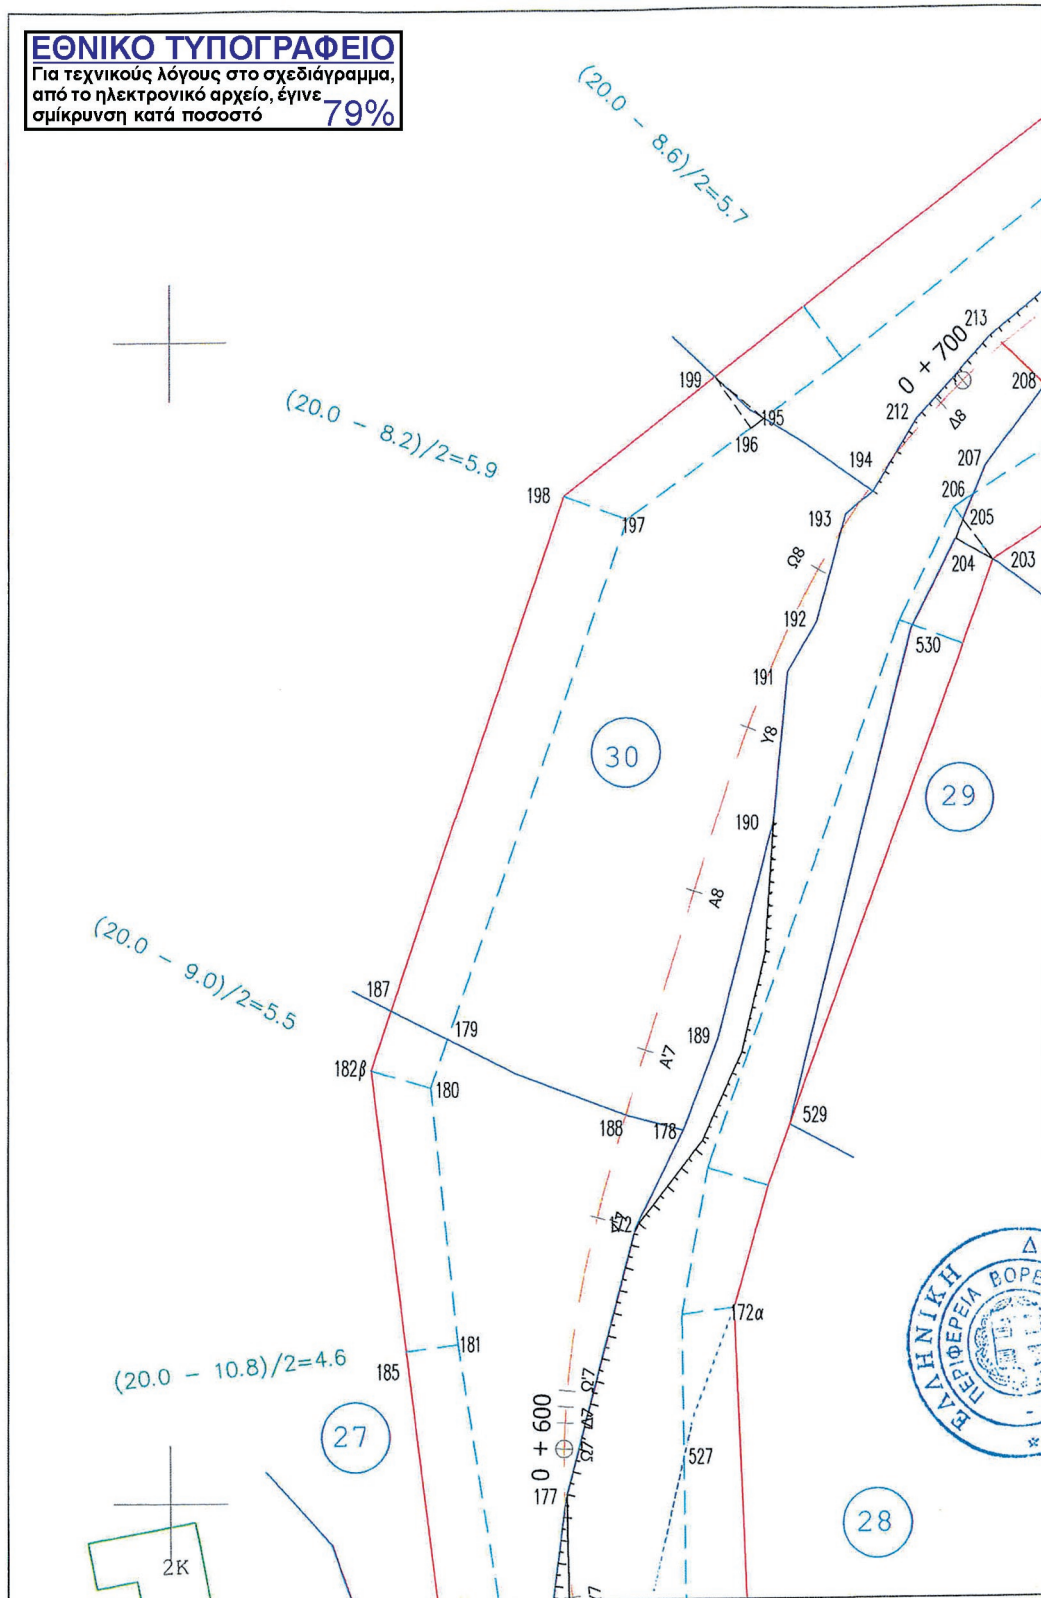 ΕΘΝΙΚΟ ΤΥΠΟΓΡΑΦΕΙΟ
Για τεχνικούς λόγους στο σχεδιάγραμμα,
από το ηλεκτρονικό αρχείο, έγινε
σμίκρυνση κατά ποσοστό 79%
(20.0 - 8.6)/2=5.7
213
0 + 700
199
208
212
Δ8
195
(20.0 - 8.2)/2=5.9
196
194
207
198
206
197
193
205
204
203
Ω8
192
530
191
Υ8
30
29
190
Α8
(20.0 - 9.0)/2=5.5
187
179
189
Α'7
182β
180
188
178
529
172α
181
(20.0 - 10.8)/2=4.6
185
0 + 600
27
527
177
28
2Κ
ΕΛΛΗΝΙΚΗ
Δ
ΠΕΡΙΦΕΡΕΙΑ ΒΟΡΕ